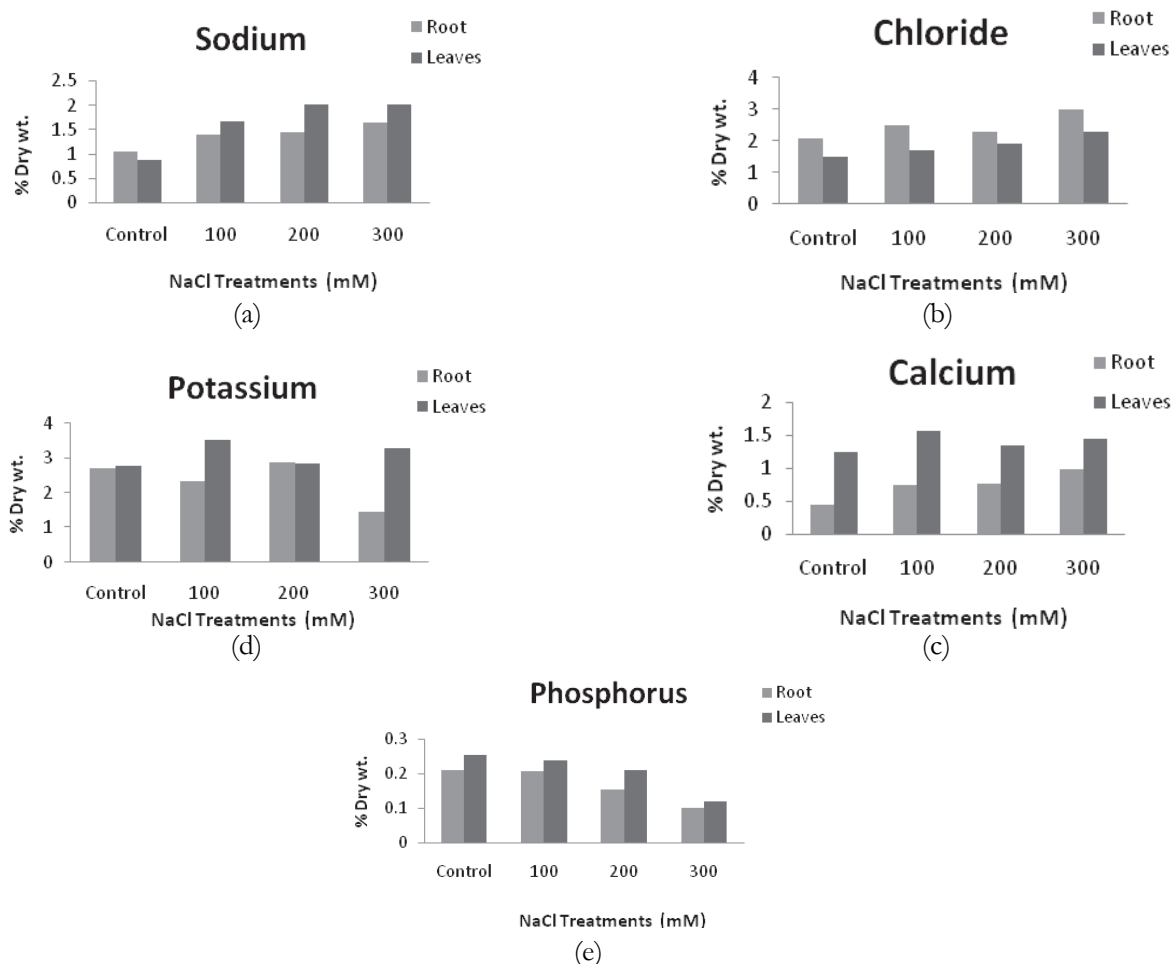 Sodium
Root
Leaves
2.5
2
1.5
1
0.5
0
% Dry wt.
Control 100 200 300
NaCl Treatments (mM)
(a)
Chloride
Root
Leaves
4
3
2
1
0
% Dry wt.
Control 100 200 300
NaCl Treatments (mM)
(b)
Potassium
Root
Leaves
4
3
2
1
0
% Dry wt.
Control 100 200 300
NaCl Treatments (mM)
(d)
Calcium
Root
Leaves
2
1.5
1
0.5
0
% Dry wt.
Control 100 200 300
NaCl Treatments (mM)
(c)
Phosphorus
Root
Leaves
0.3
0.2
0.1
0
% Dry wt.
Control 100 200 300
NaCl Treatments (mM)
(e)